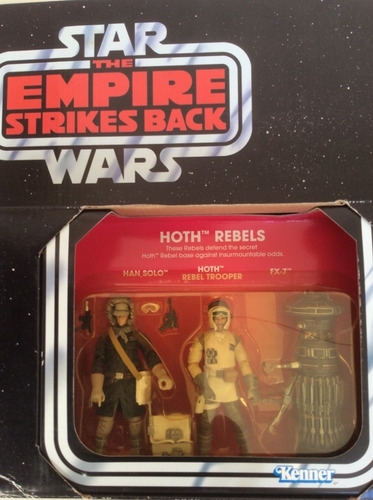 STAR
THE
EMPIRE
STRIKES BACK
WARS
HOTH™ REBELS
These Rebels defend the secret
Hoth™ Rebel base against insurmountable odds.
HAN SOLO™
HOTH™
REBEL TROOPER
FX-7™
Kenner